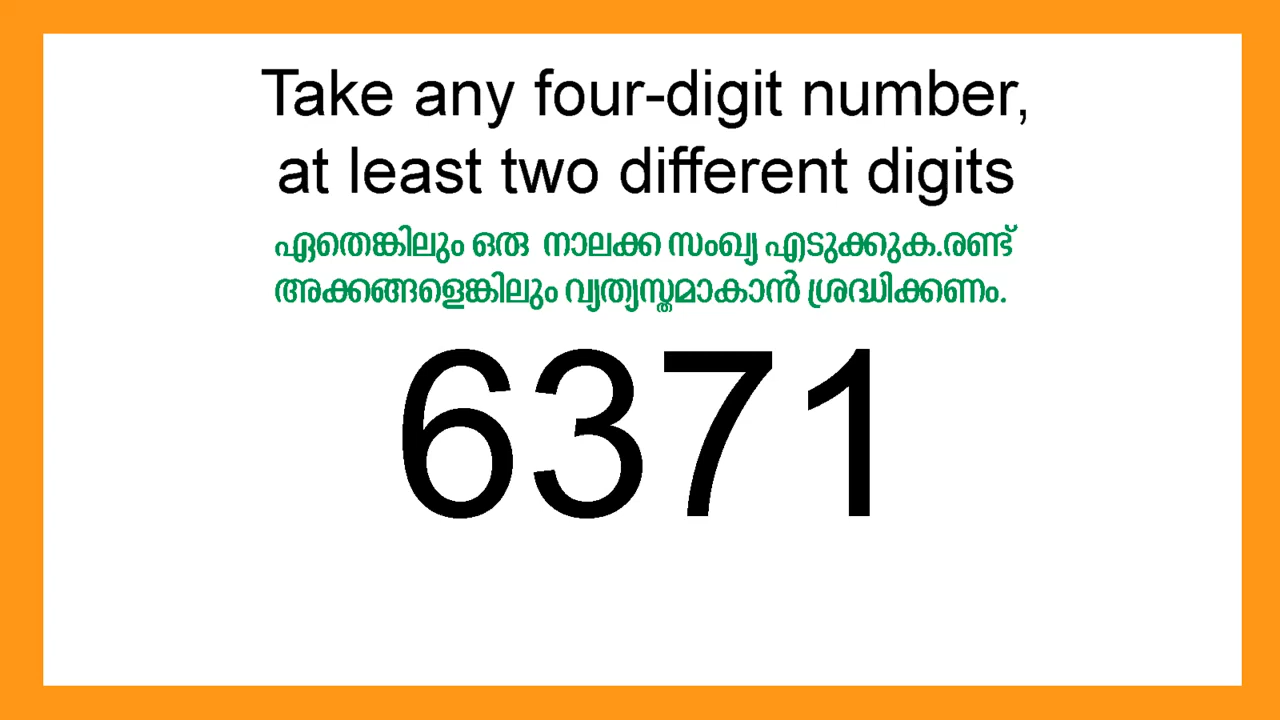 Take any four-digit number,
at least two different digits
ഏതെങ്കിലും ഒരു നാലക്ക സംഖ്യ എടുക്കുക.രണ്ട്
അക്കങ്ങളെങ്കിലും വ്യത്യസ്തമാകാൻ ശ്രദ്ധിക്കണം.
6371